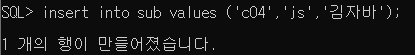 SQL> insert into sub values ('c04','js','김자바');
1 개의 행이 만들어졌습니다.